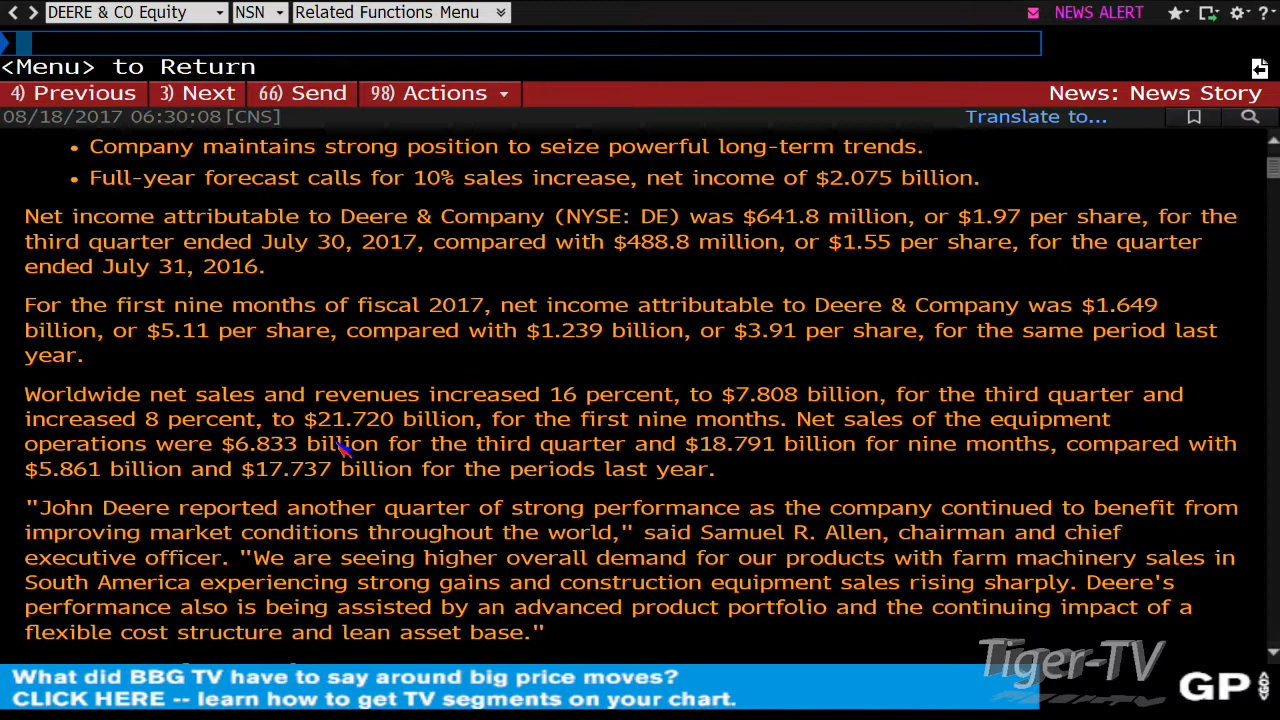 DEERE & CO Equity NSN Related Functions Menu NEWS ALERT ?
<Menu> to Return
4) Previous 3) Next 66) Send 98) Actions News: News Story
08/18/2017 06:30:08 [CNS] Translate to...
• Company maintains strong position to seize powerful long-term trends.
• Full-year forecast calls for 10% sales increase, net income of $2.075 billion.
Net income attributable to Deere & Company (NYSE: DE) was $641.8 million, or $1.97 per share, for the
third quarter ended July 30, 2017, compared with $488.8 million, or $1.55 per share, for the quarter
ended July 31, 2016.
For the first nine months of fiscal 2017, net income attributable to Deere & Company was $1.649
billion, or $5.11 per share, compared with $1.239 billion, or $3.91 per share, for the same period last
year.
Worldwide net sales and revenues increased 16 percent, to $7.808 billion, for the third quarter and
increased 8 percent, to $21.720 billion, for the first nine months. Net sales of the equipment
operations were $6.833 billion for the third quarter and $18.791 billion for nine months, compared with
$5.861 billion and $17.737 billion for the periods last year.
"John Deere reported another quarter of strong performance as the company continued to benefit from
improving market conditions throughout the world," said Samuel R. Allen, chairman and chief
executive officer. "We are seeing higher overall demand for our products with farm machinery sales in
South America experiencing strong gains and construction equipment sales rising sharply. Deere's
performance also is being assisted by an advanced product portfolio and the continuing impact of a
flexible cost structure and lean asset base."
Tiger-TV
What did BBG TV have to say around big price moves?
CLICK HERE -- learn how to get TV segments on your chart.
GP GO